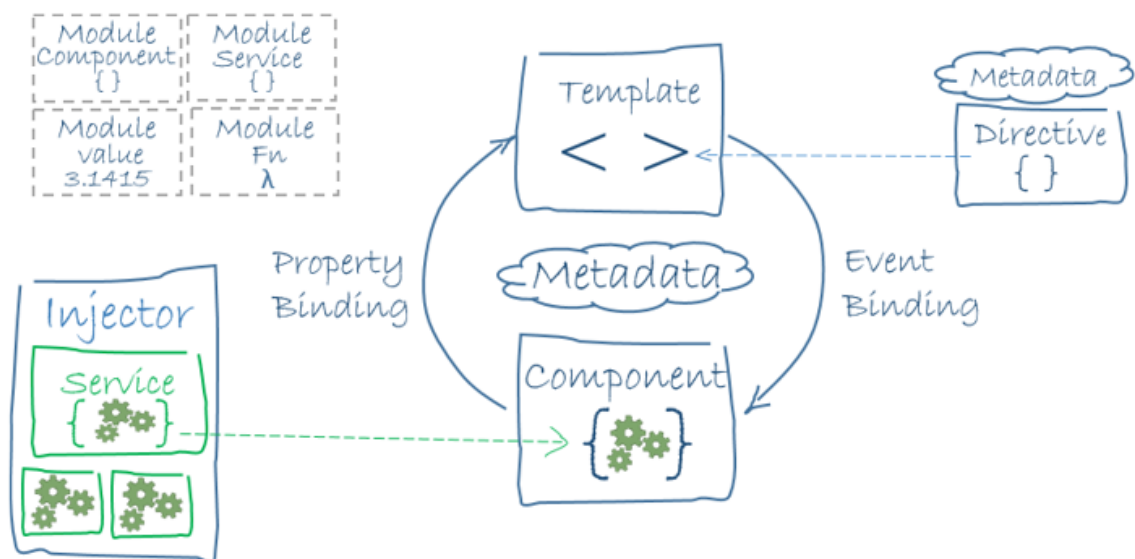 Module
Component
{ }
Module
Service
{ }
Module
value
3.1415
Module
Fn
λ
Template
< >
Metadata
Directive
{ }
Property
Binding
Metadata
Event
Binding
Injector
Service
{ }
Component
{ }